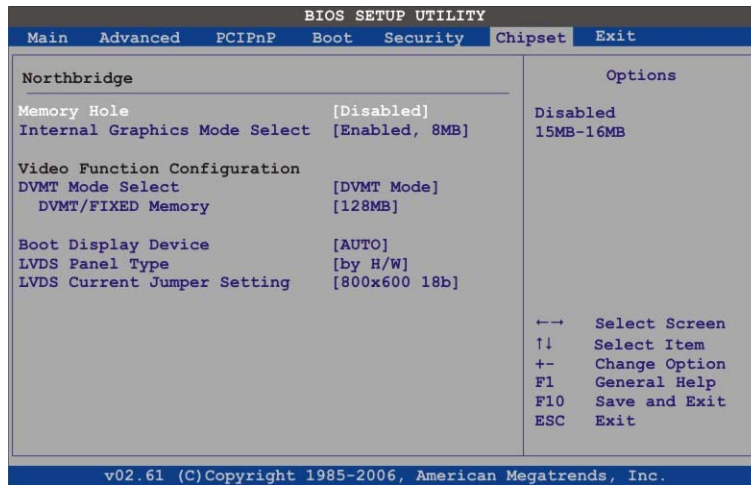 BIOS SETUP UTILITY
Main Advanced PCIPnP Boot Security Chipset Exit
Northbridge
Memory Hole [Disabled]
Internal Graphics Mode Select [Enabled, 8MB]
Video Function Configuration
DVMT Mode Select [DVMT Mode]
DVMT/FIXED Memory [128MB]
Boot Display Device [AUTO]
LVDS Panel Type [by H/W]
LVDS Current Jumper Setting [800x600 18b]
Options
Disabled
15MB-16MB
←→ Select Screen
↑↓ Select Item
+- Change Option
F1 General Help
F10 Save and Exit
ESC Exit
v02.61 (C)Copyright 1985-2006, American Megatrends, Inc.